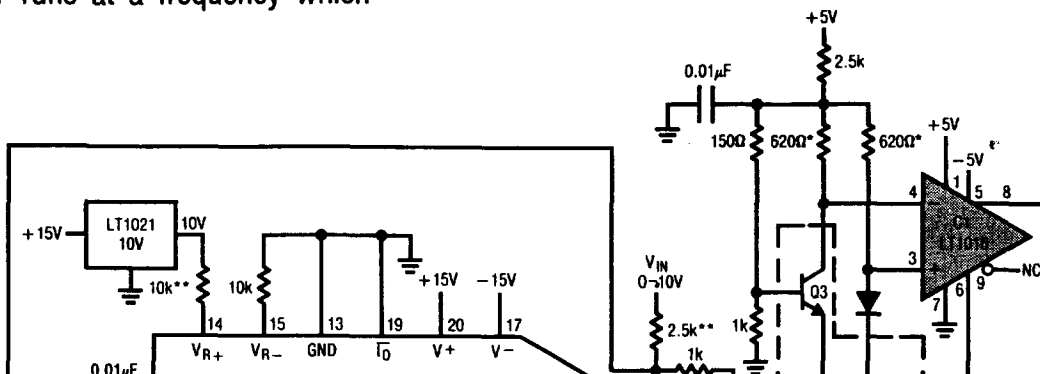 runs at a frequency which
+5V
2.5k
0.01µF
150Ω 620Ω* 620Ω*
+5V
-5V
4 1 5 8
-
LT1021
10V
+15V
10V
C1
LT1016
3 +
NC
9
7 6
10k** 10k
+15V -15V
VIN
0-10V
Q3
14 15 13 19 20 17
2.5k**
1k
VR+ VR- GND I̅O̅ V+ V-
1k
0.01µF